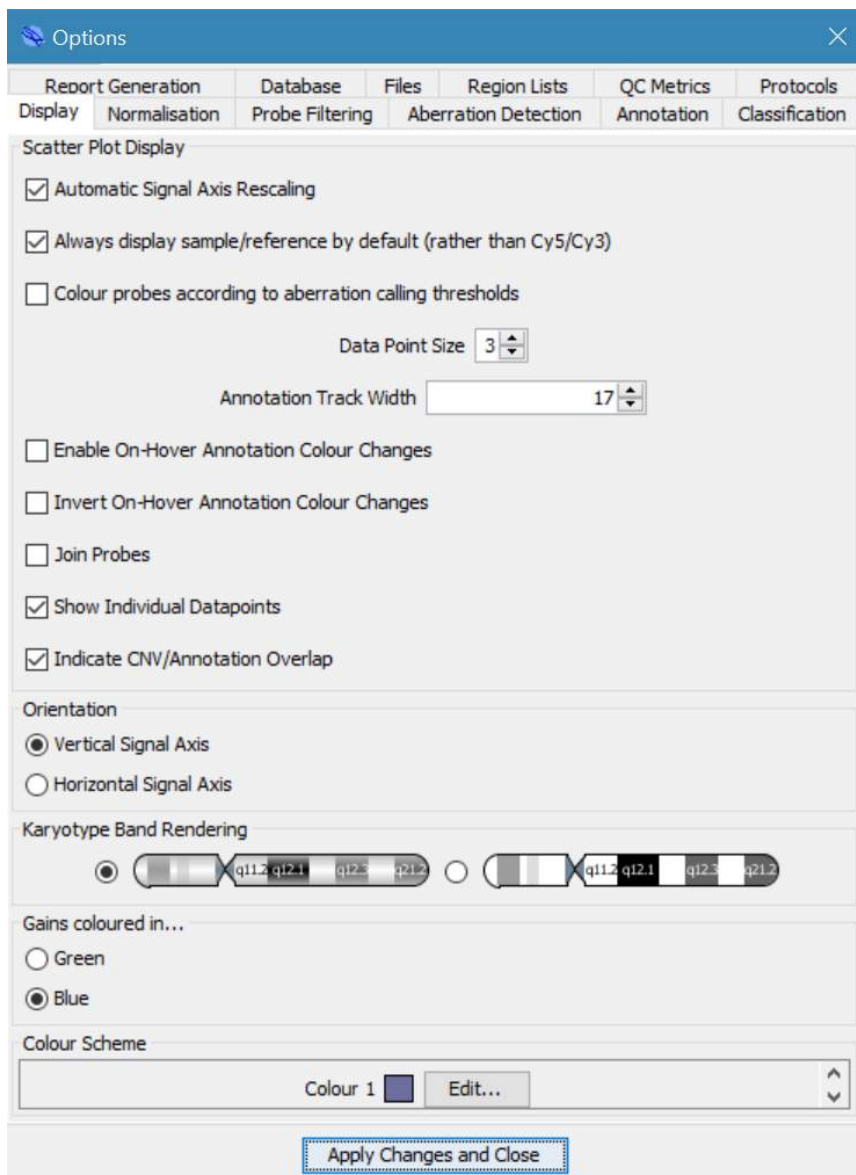 Options
Report Generation Database Files Region Lists QC Metrics Protocols
Display Normalisation Probe Filtering Aberration Detection Annotation Classification
Scatter Plot Display
Automatic Signal Axis Rescaling
Always display sample/reference by default (rather than Cy5/Cy3)
Colour probes according to aberration calling thresholds
Data Point Size 3
Annotation Track Width 17
Enable On-Hover Annotation Colour Changes
Invert On-Hover Annotation Colour Changes
Join Probes
Show Individual Datapoints
Indicate CNV/Annotation Overlap
Orientation
Vertical Signal Axis
Horizontal Signal Axis
Karyotype Band Rendering
q11.2 q12.1 q12.3 q21.2 q11.2 q12.1 q12.3 q21.2
Gains coloured in...
Green
Blue
Colour Scheme
Colour 1 Edit...
Apply Changes and Close